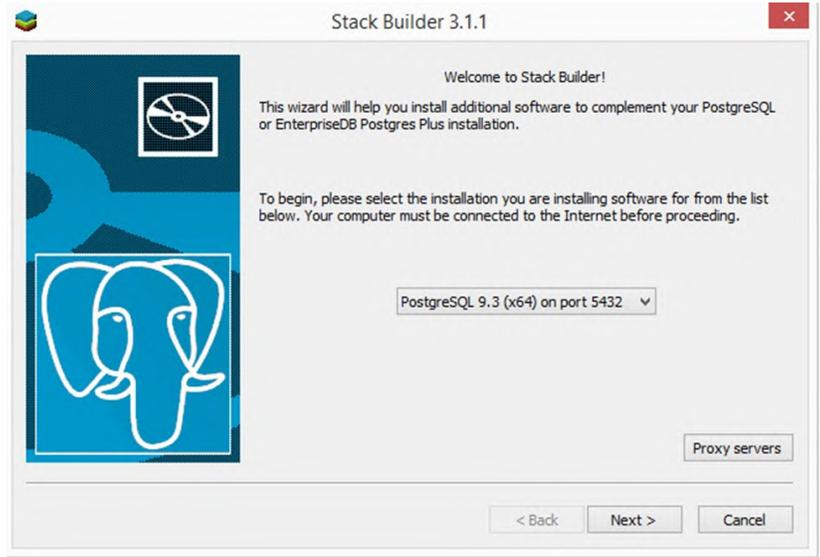 Stack Builder 3.1.1
Welcome to Stack Builder!
This wizard will help you install additional software to complement your PostgreSQL
or EnterpriseDB Postgres Plus installation.
To begin, please select the installation you are installing software for from the list
below. Your computer must be connected to the Internet before proceeding.
PostgreSQL 9.3 (x64) on port 5432
Proxy servers
< Back Next > Cancel